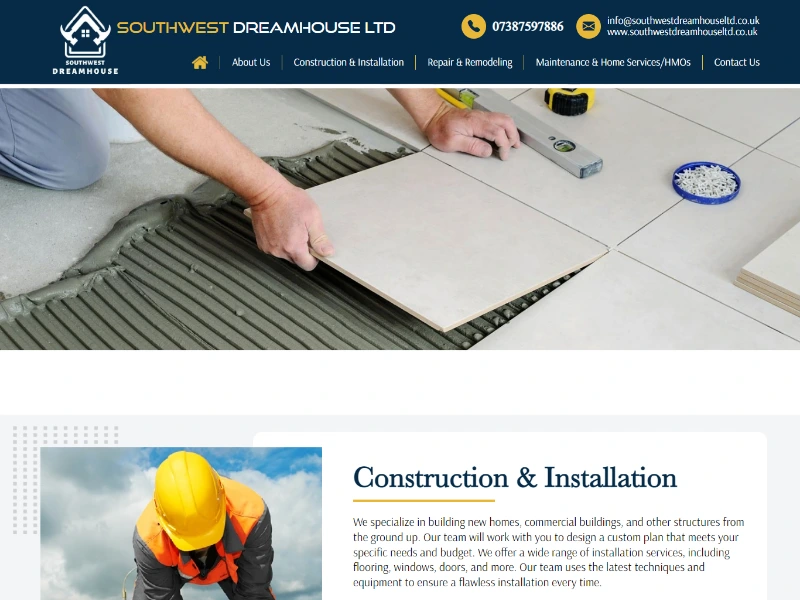 SOUTHWEST DREAMHOUSE LTD
SOUTHWEST
DREAMHOUSE
07387597886
info@southwestdreamhouseltd.co.uk
www.southwestdreamhouseltd.co.uk
About Us
Construction & Installation
Repair & Remodeling
Maintenance & Home Services/HMOs
Contact Us
Construction & Installation
We specialize in building new homes, commercial buildings, and other structures from
the ground up. Our team will work with you to design a custom plan that meets your
specific needs and budget. We offer a wide range of installation services, including
flooring, windows, doors, and more. Our team uses the latest techniques and
equipment to ensure a flawless installation every time.